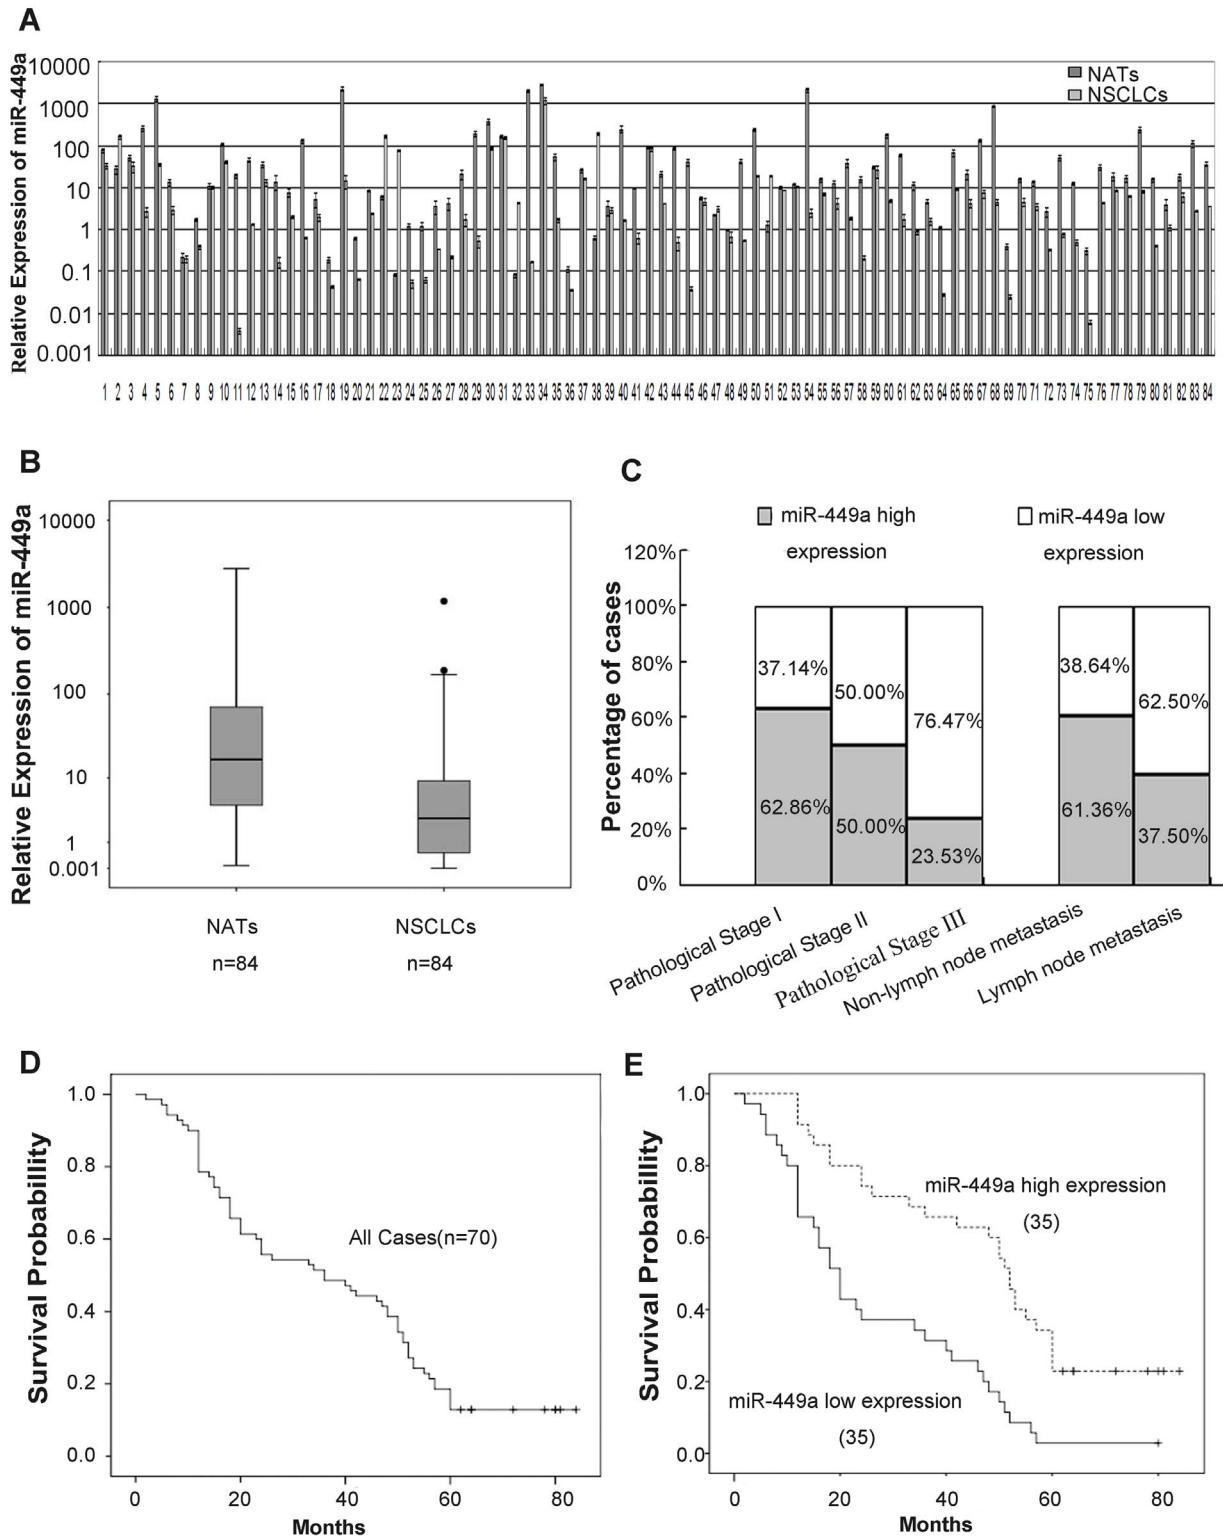 A
Relative Expression of miR-449a
10000
1000
100
10
1
0.1
0.01
0.001
NATs
NSCLCs
1 2 3 4 5 6 7 8 9 10 11 12 13 14 15 16 17 18 19 20 21 22 23 24 25 26 27 28 29 30 31 32 33 34 35 36 37 38 39 40 41 42 43 44 45 46 47 48 49 50 51 52 53 54 55 56 57 58 59 60 61 62 63 64 65 66 67 68 69 70 71 72 73 74 75 76 77 78 79 80 81 82 83 84
B
Relative Expression of miR-449a
10000
1000
100
10
1
0.001
NATs
NSCLCs
n=84
n=84
C
miR-449a high
expression
miR-449a low
expression
Percentage of cases
120%
100%
80%
60%
40%
20%
0%
37.14%
50.00%
76.47%
38.64%
62.50%
62.86%
50.00%
23.53%
61.36%
37.50%
Pathological Stage I
Pathological Stage II
Pathological Stage III
Non-lymph node metastasis
Lymph node metastasis
D
Survival Probabillity
1.0
0.8
0.6
0.4
0.2
0.0
All Cases(n=70)
0 20 40 60 80
Months
E
Survival Probabillity
1.0
0.8
0.6
0.4
0.2
0.0
miR-449a high expression
(35)
miR-449a low expression
(35)
0 20 40 60 80
Months